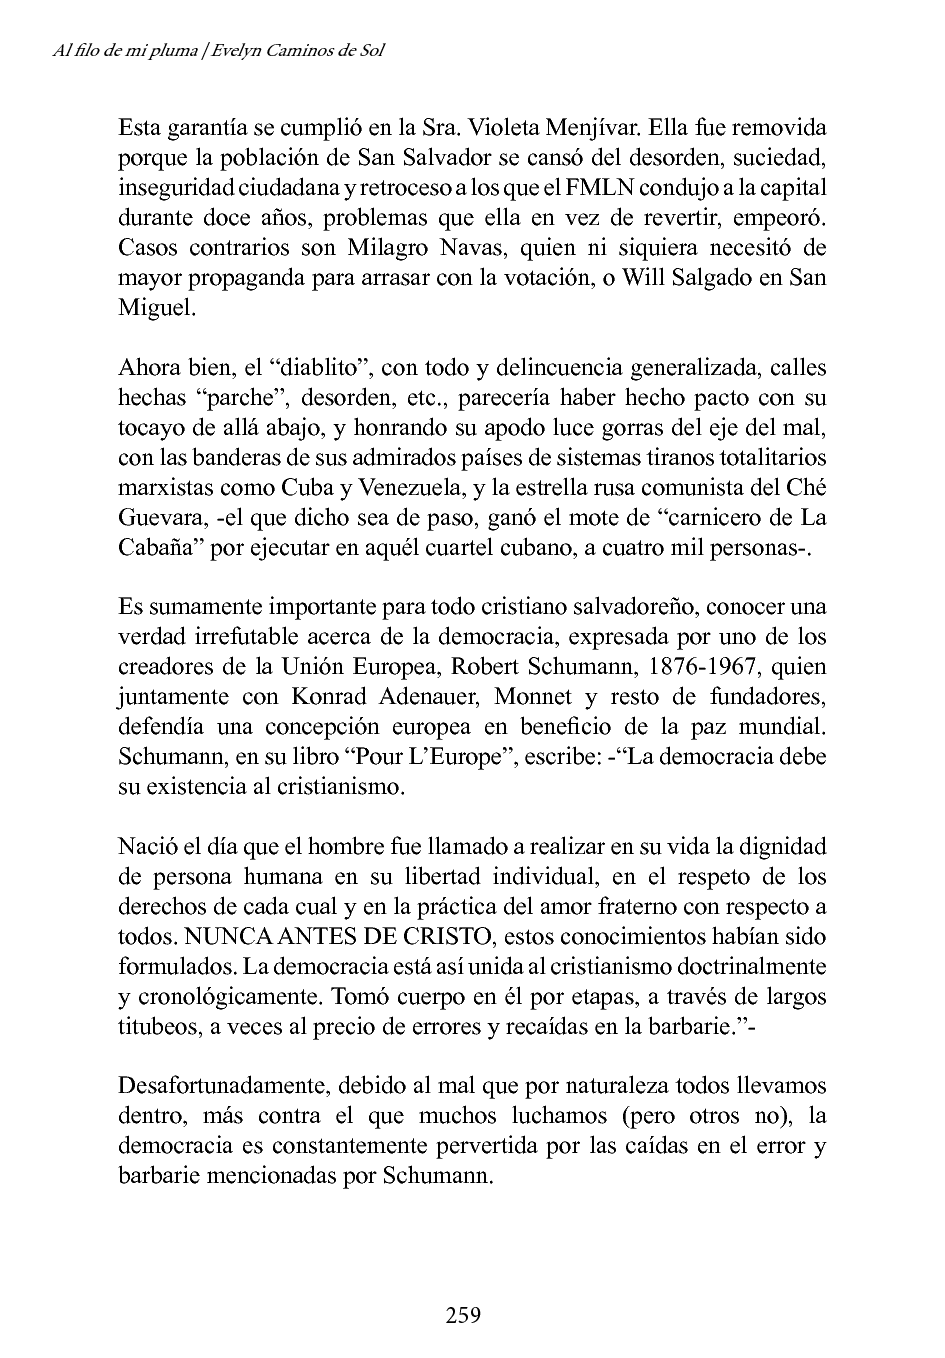 Al filo de mi pluma / Evelyn Caminos de Sol
Esta garantía se cumplió en la Sra. Violeta Menjívar. Ella fue removida
porque la población de San Salvador se cansó del desorden, suciedad,
inseguridad ciudadana y retroceso a los que el FMLN condujo a la capital
durante doce años, problemas que ella en vez de revertir, empeoró.
Casos contrarios son Milagro Navas, quien ni siquiera necesitó de
mayor propaganda para arrasar con la votación, o Will Salgado en San
Miguel.
Ahora bien, el “diablito”, con todo y delincuencia generalizada, calles
hechas “parche”, desorden, etc., parecería haber hecho pacto con su
tocayo de allá abajo, y honrando su apodo luce gorras del eje del mal,
con las banderas de sus admirados países de sistemas tiranos totalitarios
marxistas como Cuba y Venezuela, y la estrella rusa comunista del Ché
Guevara, -el que dicho sea de paso, ganó el mote de “carnicero de La
Cabaña” por ejecutar en aquél cuartel cubano, a cuatro mil personas-.
Es sumamente importante para todo cristiano salvadoreño, conocer una
verdad irrefutable acerca de la democracia, expresada por uno de los
creadores de la Unión Europea, Robert Schumann, 1876-1967, quien
juntamente con Konrad Adenauer, Monnet y resto de fundadores,
defendía una concepción europea en beneficio de la paz mundial.
Schumann, en su libro “Pour L’Europe”, escribe: -“La democracia debe
su existencia al cristianismo.
Nació el día que el hombre fue llamado a realizar en su vida la dignidad
de persona humana en su libertad individual, en el respeto de los
derechos de cada cual y en la práctica del amor fraterno con respecto a
todos. NUNCA ANTES DE CRISTO, estos conocimientos habían sido
formulados. La democracia está así unida al cristianismo doctrinalmente
y cronológicamente. Tomó cuerpo en él por etapas, a través de largos
titubeos, a veces al precio de errores y recaídas en la barbarie.”-
Desafortunadamente, debido al mal que por naturaleza todos llevamos
dentro, más contra el que muchos luchamos (pero otros no), la
democracia es constantemente pervertida por las caídas en el error y
barbarie mencionadas por Schumann.
259